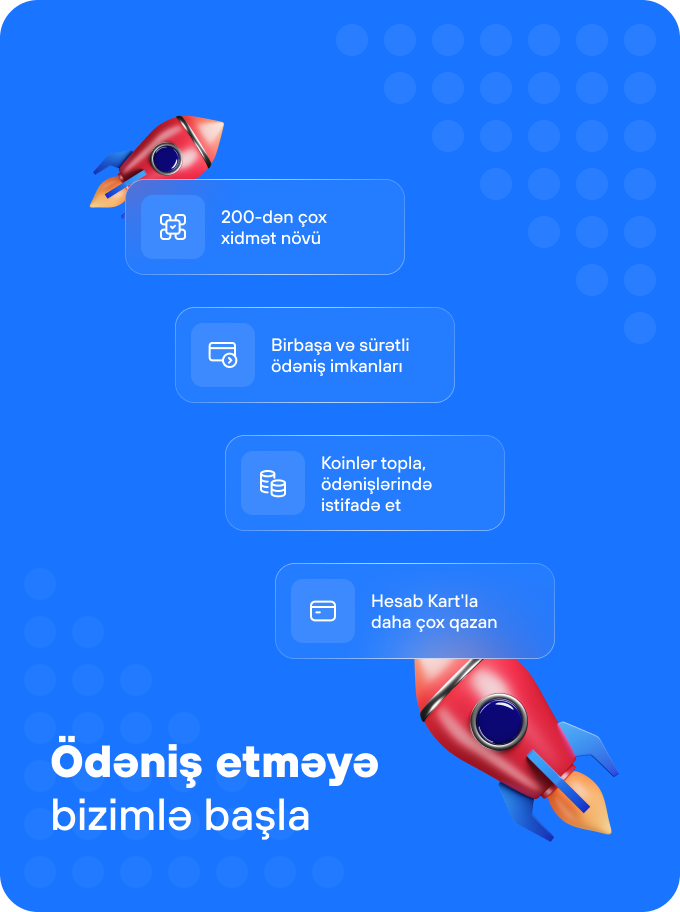 200-dən çox
xidmət növü
Birbaşa və sürətli
ödəniş imkanları
Koinlər topla,
ödənişlərində
istifadə et
Hesab Kart'la
daha çox qazan
Ödəniş etməyə
bizimlə başla